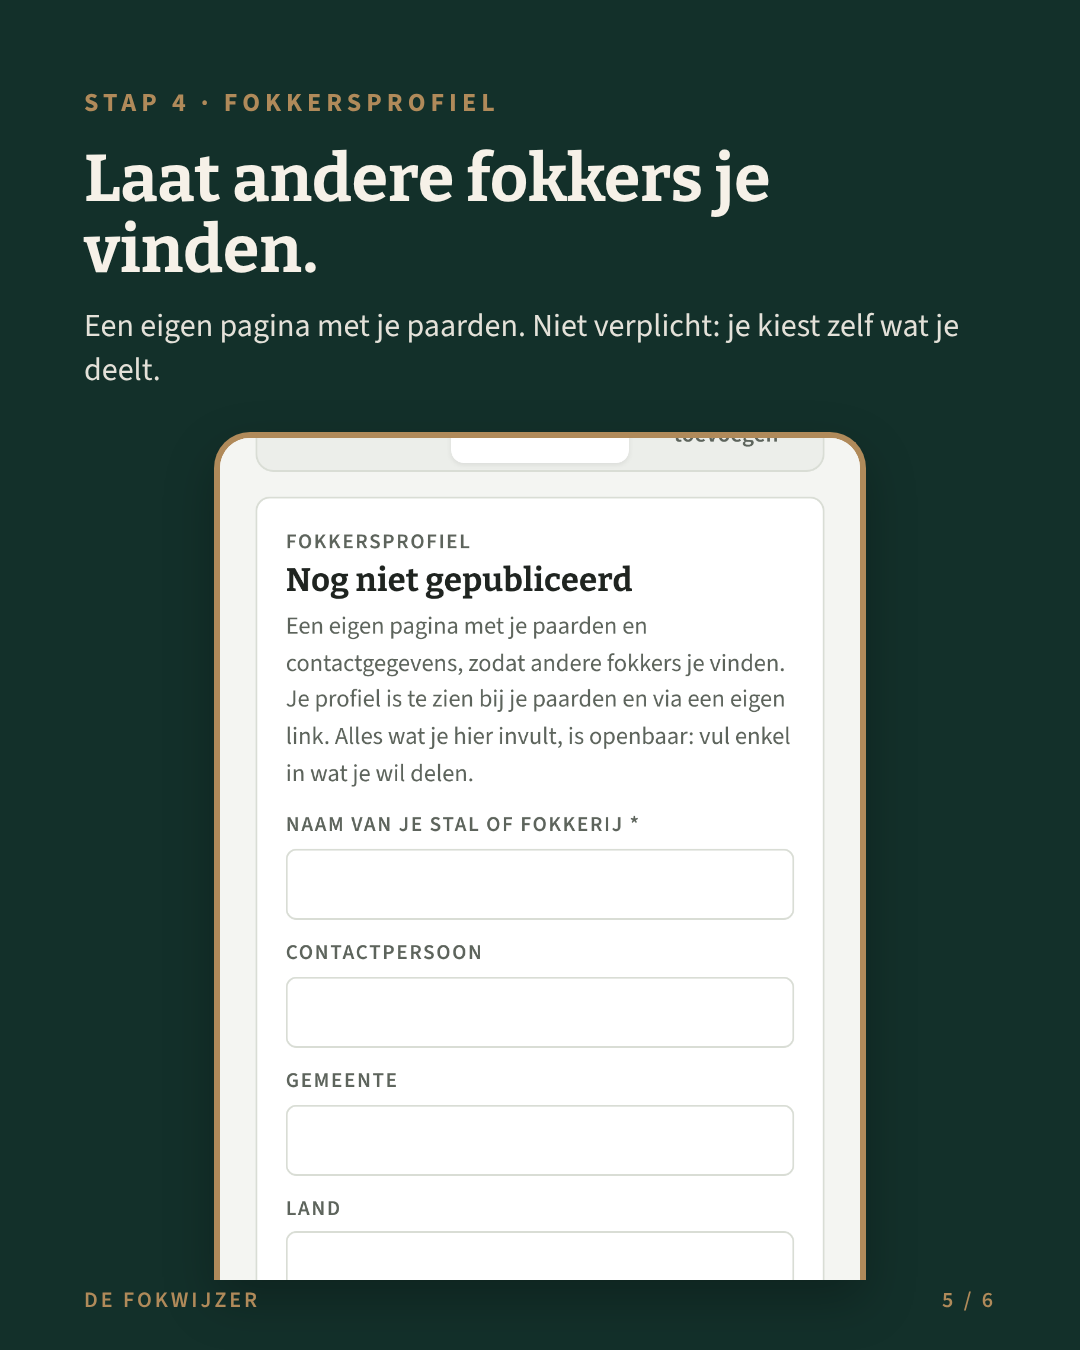 STAP 4 · FOKKERSPROFIEL
Laat andere fokkers je
vinden.
Een eigen pagina met je paarden. Niet verplicht: je kiest zelf wat je
deelt.
toevoegen
FOKKERSPROFIEL
Nog niet gepubliceerd
Een eigen pagina met je paarden en
contactgegevens, zodat andere fokkers je vinden.
Je profiel is te zien bij je paarden en via een eigen
link. Alles wat je hier invult, is openbaar: vul enkel
in wat je wil delen.
NAAM VAN JE STAL OF FOKKERIJ *
CONTACTPERSOON
GEMEENTE
LAND
DE FOKWIJZER
5 / 6